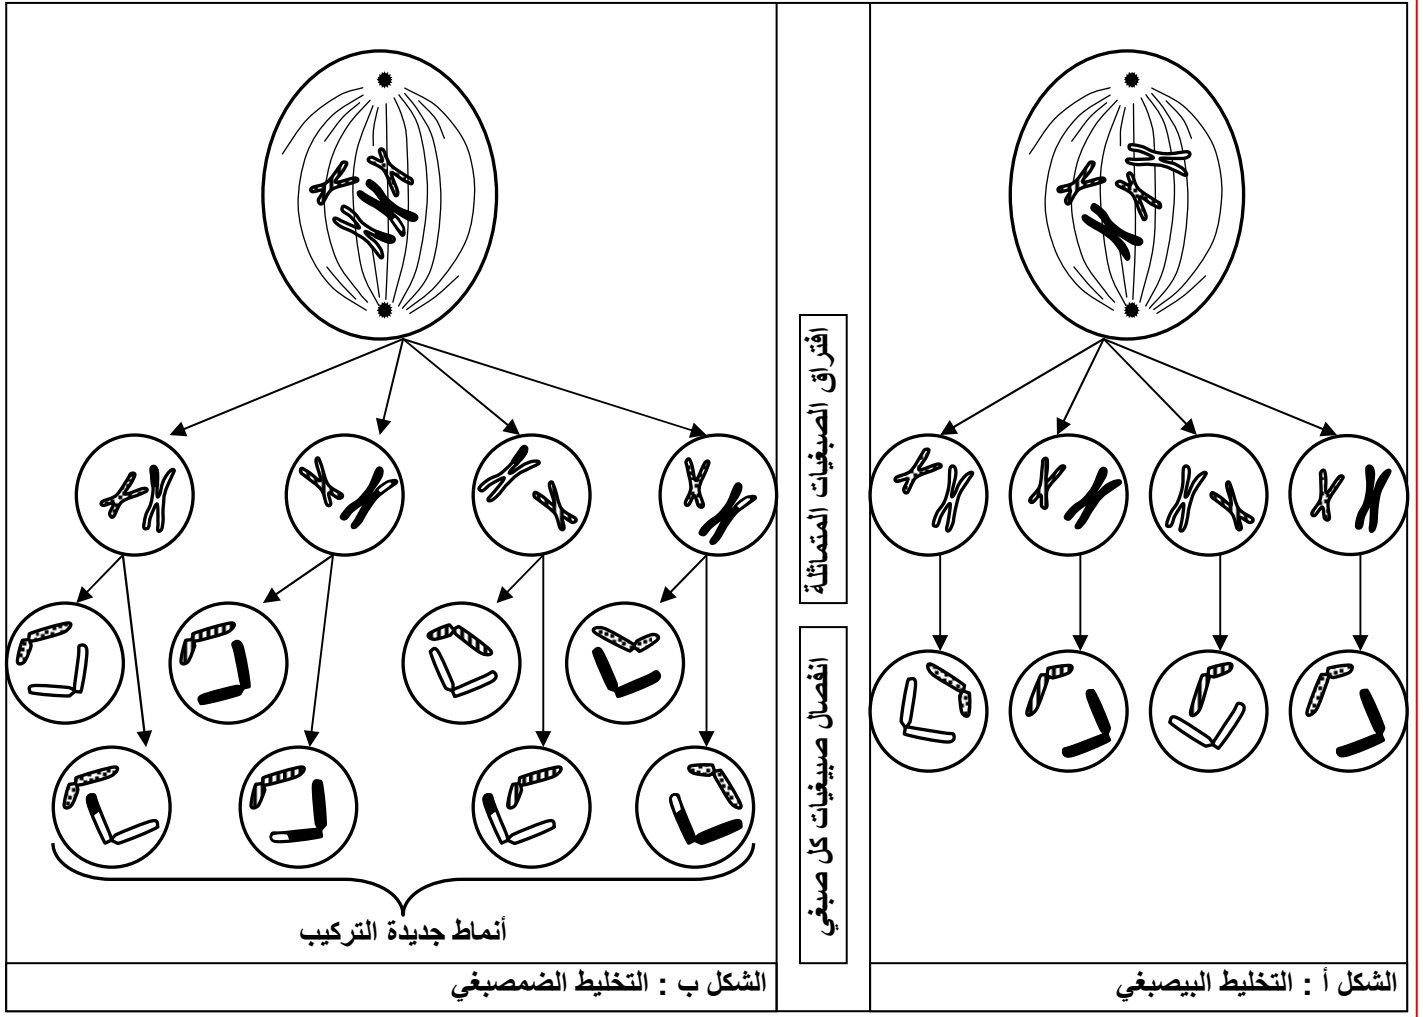 افتراق الصبغيات المتماثلة
انفصال صبيغيات كل صبغي
أنماط جديدة التركيب
الشكل أ : التخليط البيصبغي
الشكل ب : التخليط الضمصبغي